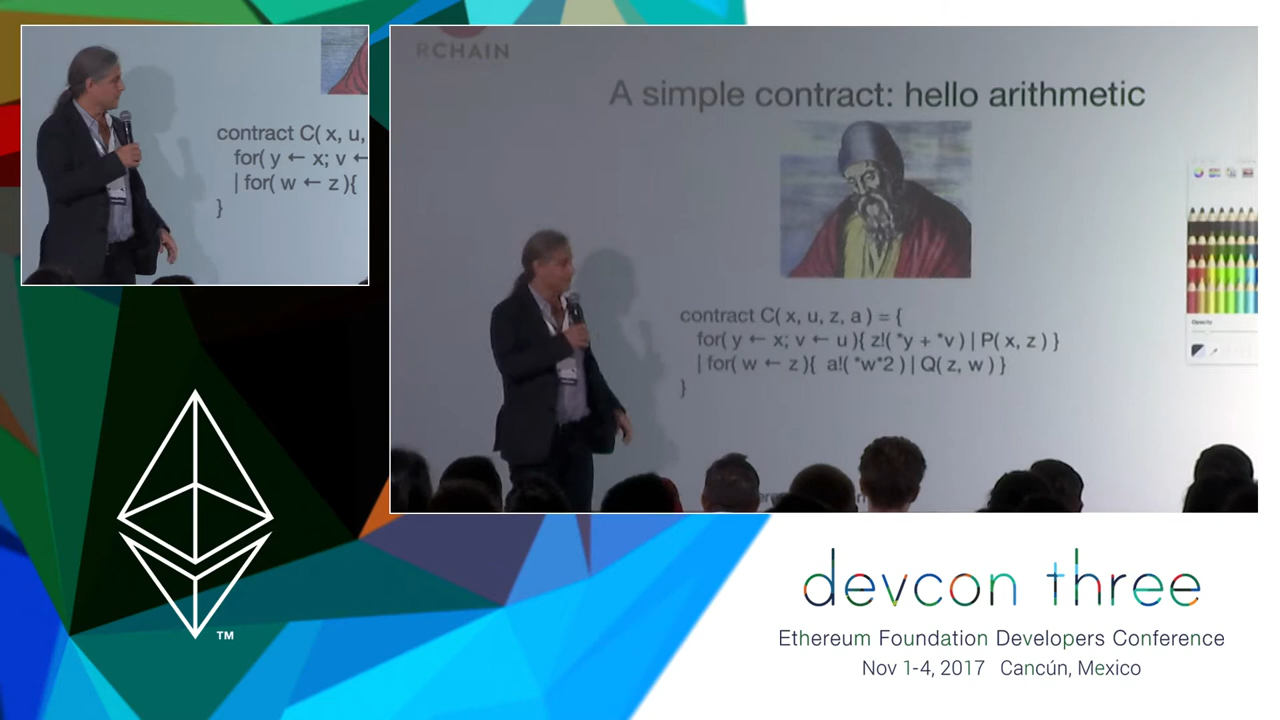 contract C( x, u,
for( y ← x; v ←
| for( w ← z ){
}
RCHAIN
A simple contract: hello arithmetic
contract C( x, u, z, a ) = {
for( y ← x; v ← u ){ z!( *y + *v ) | P( x, z ) }
| for( w ← z ){ a!( *w*2 ) | Q( z, w ) }
}
Opacity
TM
devcon three
Ethereum Foundation Developers Conference
Nov 1-4, 2017 Cancún, Mexico